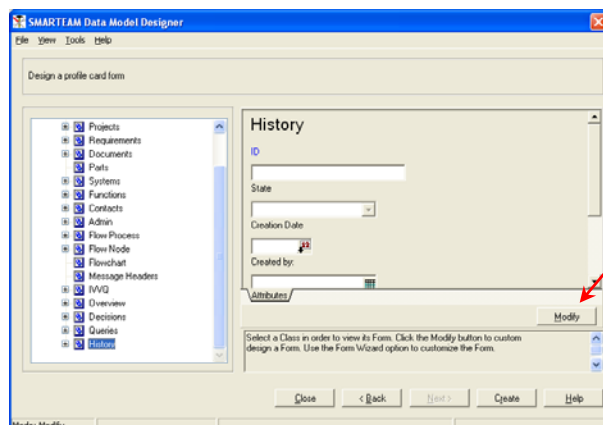 SMARTEAM Data Model Designer
File View Tools Help
Design a profile card form
Projects
Requirements
Documents
Parts
Systems
Functions
Contacts
Admin
Flow Process
Flow Node
Flowchart
Message Headers
IVVQ
Overview
Decisions
Queries
History
History
ID
State
Creation Date
12
Created by:
Attributes
Modify
Select a Class in order to view its Form. Click the Modify button to custom
design a Form. Use the Form Wizard option to customize the Form.
Close < Back Next > Create Help
Mode: Modify